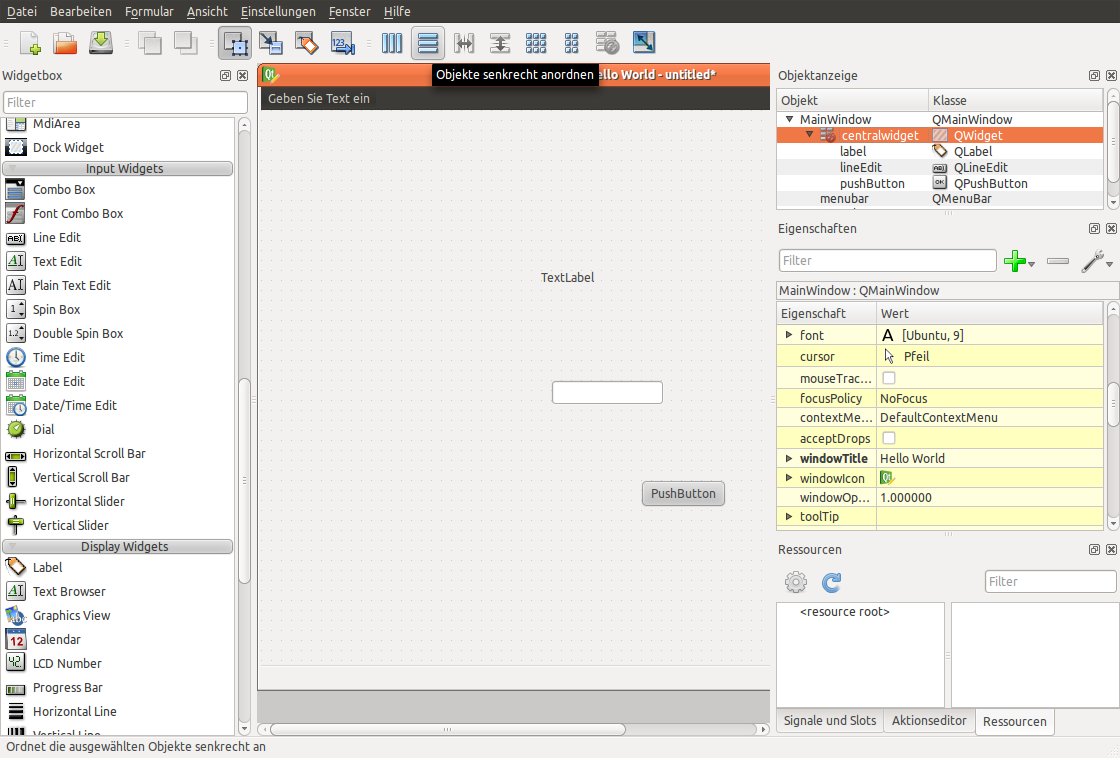 Datei Bearbeiten Formular Ansicht Einstellungen Fenster Hilfe
Widgetbox
Filter
MdiArea
Dock Widget
Input Widgets
Combo Box
Font Combo Box
Line Edit
Text Edit
Plain Text Edit
Spin Box
Double Spin Box
Time Edit
Date Edit
Date/Time Edit
Dial
Horizontal Scroll Bar
Vertical Scroll Bar
Horizontal Slider
Vertical Slider
Display Widgets
Label
Text Browser
Graphics View
Calendar
LCD Number
Progress Bar
Horizontal Line
Vertical Line
Objekte senkrecht anordnen
ello World - untitled*
Geben Sie Text ein
TextLabel
PushButton
Objektanzeige
Objekt Klasse
MainWindow QMainWindow
centralwidget QWidget
label QLabel
lineEdit QLineEdit
pushButton QPushButton
menubar QMenuBar
Eigenschaften
Filter
MainWindow : QMainWindow
Eigenschaft Wert
font A [Ubuntu, 9]
cursor Pfeil
mouseTrac...
focusPolicy NoFocus
contextMe... DefaultContextMenu
acceptDrops
windowTitle Hello World
windowIcon
windowOp... 1.000000
toolTip
Ressourcen
Filter
<resource root>
Signale und Slots Aktionseditor Ressourcen
Ordnet die ausgewählten Objekte senkrecht an